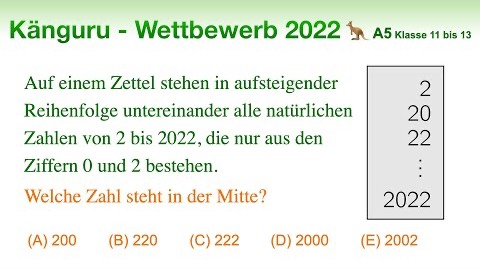 Känguru - Wettbewerb 2022 A5 Klasse 11 bis 13
Auf einem Zettel stehen in aufsteigender
Reihenfolge untereinander alle natürlichen
Zahlen von 2 bis 2022, die nur aus den
Ziffern 0 und 2 bestehen.
Welche Zahl steht in der Mitte?
2
20
22
⋮
2022
(A) 200 (B) 220 (C) 222 (D) 2000 (E) 2002